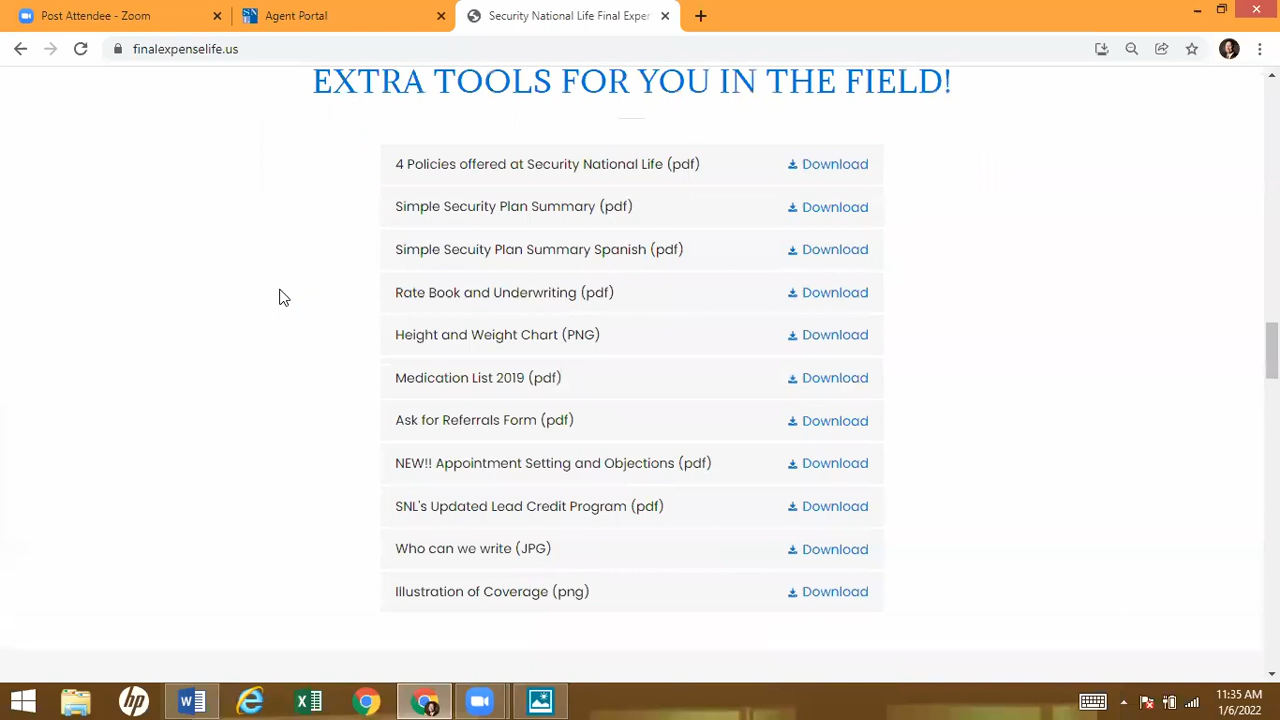 Post Attendee - Zoom
Agent Portal
Security National Life Final Exper
finalexpenselife.us
EXTRA TOOLS FOR YOU IN THE FIELD!
4 Policies offered at Security National Life (pdf) Download
Simple Security Plan Summary (pdf) Download
Simple Secuity Plan Summary Spanish (pdf) Download
Rate Book and Underwriting (pdf) Download
Height and Weight Chart (PNG) Download
Medication List 2019 (pdf) Download
Ask for Referrals Form (pdf) Download
NEW!! Appointment Setting and Objections (pdf) Download
SNL's Updated Lead Credit Program (pdf) Download
Who can we write (JPG) Download
Illustration of Coverage (png) Download
11:35 AM
1/6/2022